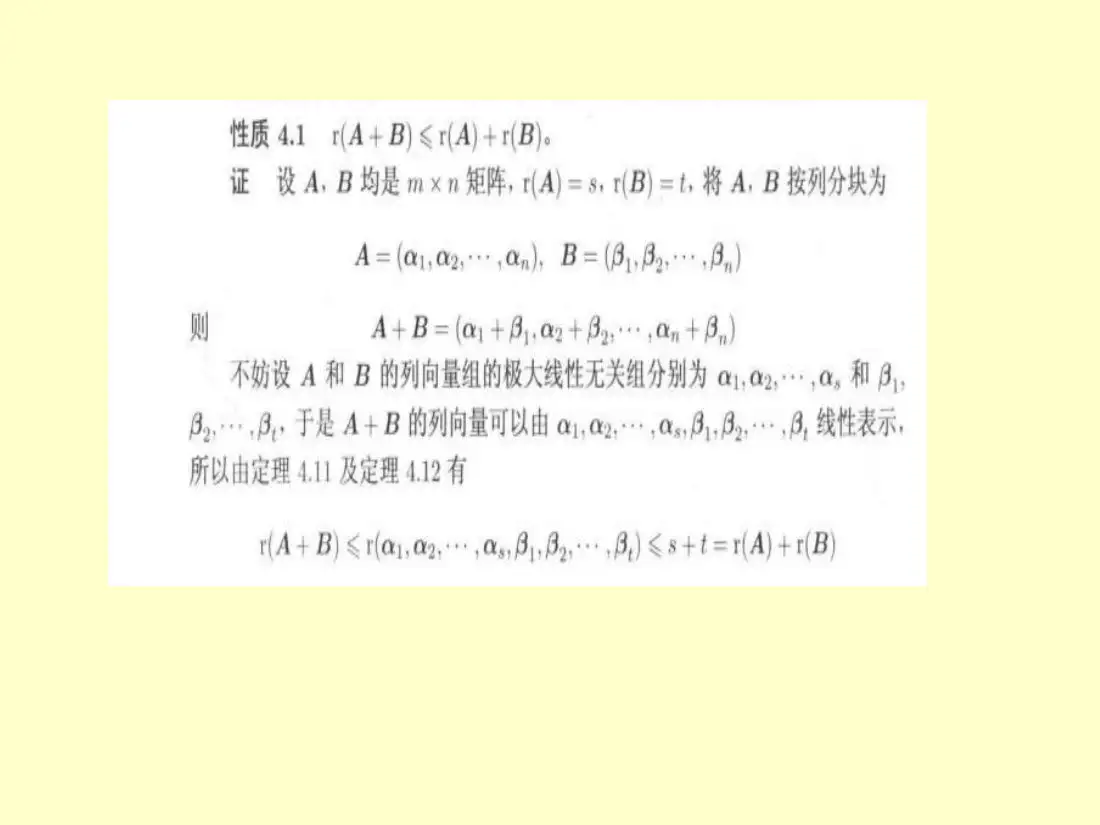 性质 4.1 r(A+B)⩽r(A)+r(B)。
证 设 A, B 均是 m×n 矩阵, r(A)=s, r(B)=t, 将 A, B 按列分块为
A=(α₁,α₂,⋯,αₙ), B=(β₁,β₂,⋯,βₙ)
则 A+B=(α₁+β₁,α₂+β₂,⋯,αₙ+βₙ)
不妨设 A 和 B 的列向量组的极大线性无关组分别为 α₁,α₂,⋯,αₛ 和 β₁,
β₂,⋯,βₜ, 于是 A+B 的列向量可以由 α₁,α₂,⋯,αₛ,β₁,β₂,⋯,βₜ 线性表示,
所以由定理 4.11 及定理 4.12 有
r(A+B)⩽r(α₁,α₂,⋯,αₛ,β₁,β₂,⋯,βₜ)⩽s+t=r(A)+r(B)